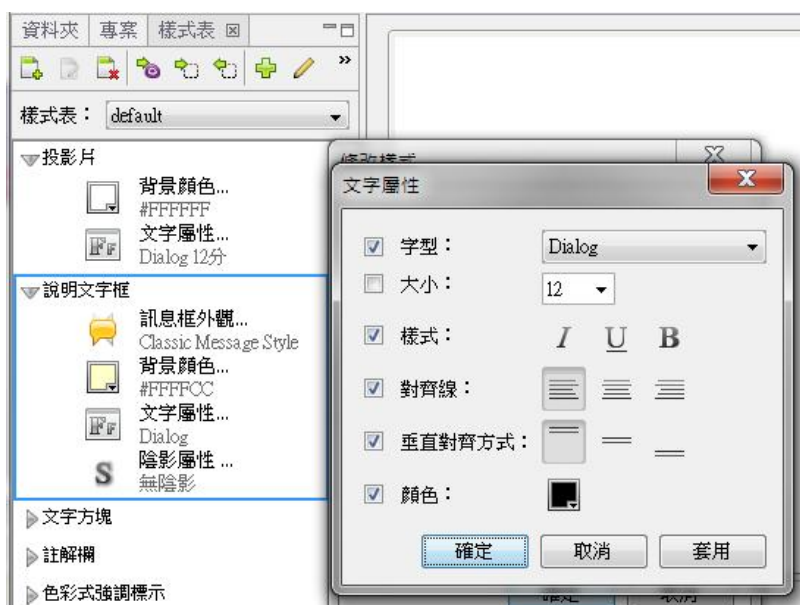 資料夾 專案 樣式表
樣式表： default
投影片
背景顏色...
#FFFFFF
文字屬性...
Dialog 12分
說明文字框
訊息框外觀...
Classic Message Style
背景顏色...
#FFFFCC
文字屬性...
Dialog
陰影屬性 ...
無陰影
文字方塊
註解欄
色彩式強調標示
修改樣式
文字屬性
字型： Dialog
大小： 12
樣式： I U B
對齊線：
垂直對齊方式：
顏色：
確定 取消 套用
確定 取消